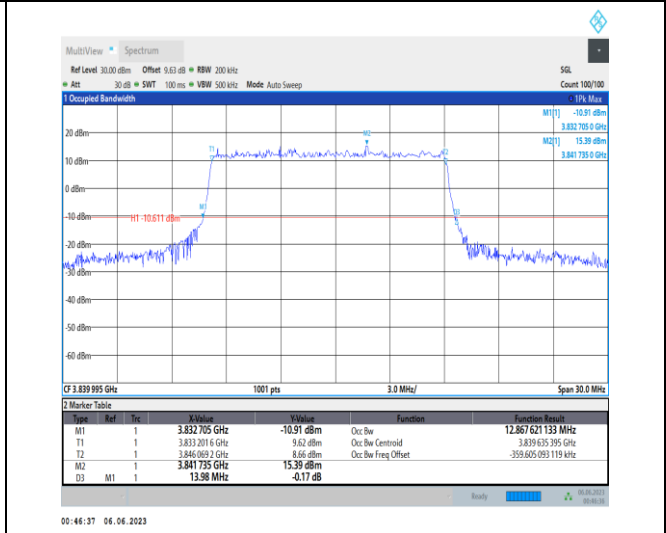 MultiView Spectrum
Ref Level 30.00 dBm Offset 9.63 dB RBW 200 kHz SGL
Att 30 dB SWT 100 ms VBW 500 kHz Mode Auto Sweep Count 100/100
1 Occupied Bandwidth 1Pk Max
M1[1] -10.91 dBm
3.832 705 0 GHz
M2[1] 15.39 dBm
3.841 735 0 GHz
20 dBm
M2
T1
T2
10 dBm
0 dBm
M1
D3
-10 dBm
H1 -10.611 dBm
-20 dBm
-30 dBm
-40 dBm
-50 dBm
-60 dBm
CF 3.839 995 GHz 1001 pts 3.0 MHz/ Span 30.0 MHz
2 Marker Table
Type Ref Trc X-Value Y-Value Function Function Result
M1 1 3.832 705 GHz -10.91 dBm Occ Bw 12.867 621 133 MHz
T1 1 3.833 201 6 GHz 9.62 dBm Occ Bw Centroid 3.839 635 395 GHz
T2 1 3.846 069 2 GHz 8.66 dBm Occ Bw Freq Offset -359.605 093 119 kHz
M2 1 3.841 735 GHz 15.39 dBm
D3 M1 1 13.98 MHz -0.17 dB
Ready 06.06.2023
00:46:36
00:46:37 06.06.2023